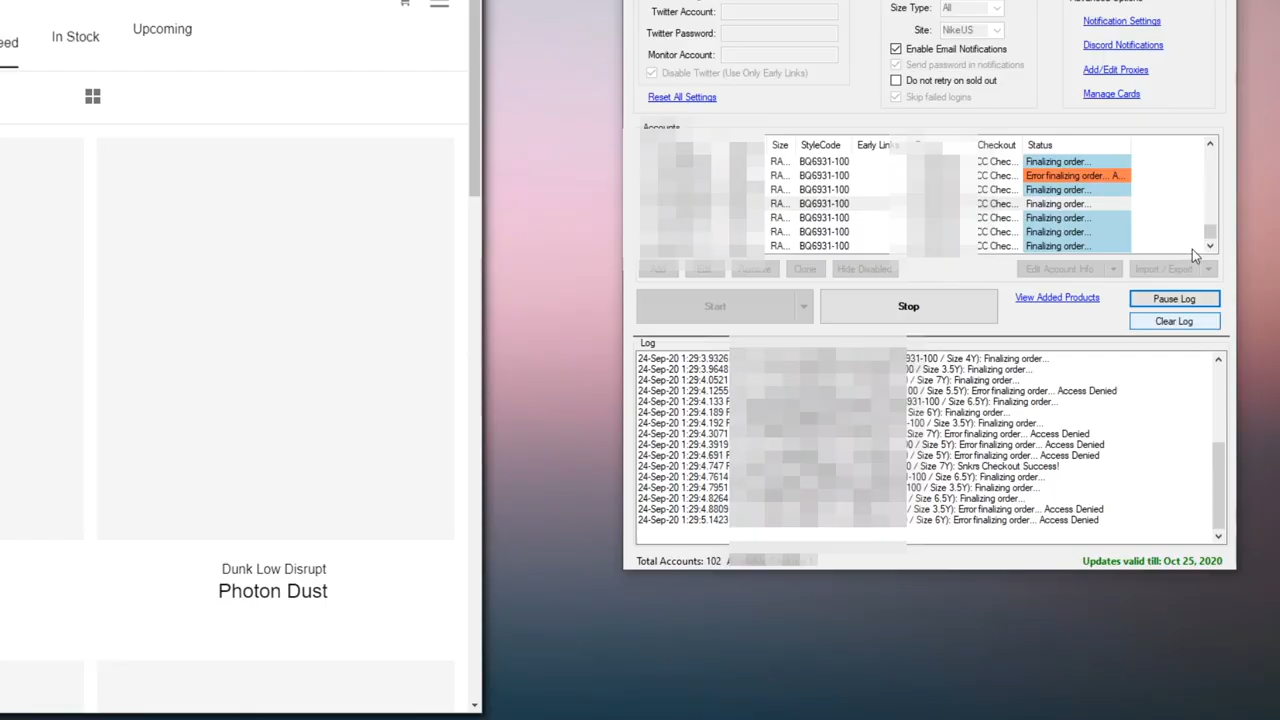 In Stock
Upcoming
Dunk Low Disrupt
Photon Dust
Twitter Account:
Twitter Password:
Monitor Account:
Disable Twitter (Use Only Early Links)
Reset All Settings
Size Type: All
Site: NikeUS
Enable Email Notifications
Send password in notifications
Do not retry on sold out
Skip failed logins
Notification Settings
Discord Notifications
Add/Edit Proxies
Manage Cards
Accounts
Size StyleCode Early Links Checkout Status
RA... BQ6931-100 CC Chec... Finalizing order...
RA... BQ6931-100 CC Chec... Error finalizing order... A...
RA... BQ6931-100 CC Chec... Finalizing order...
RA... BQ6931-100 CC Chec... Finalizing order...
RA... BQ6931-100 CC Chec... Finalizing order...
RA... BQ6931-100 CC Chec... Finalizing order...
RA... BQ6931-100 CC Chec... Finalizing order...
Add Edit Remove Clone Hide Disabled Edit Account Info Import / Export
Start Stop View Added Products Pause Log
Clear Log
Log
24-Sep-20 1:29:3.9326 931-100 / Size 4Y): Finalizing order...
24-Sep-20 1:29:3.9648 / Size 3.5Y): Finalizing order...
24-Sep-20 1:29:4.0521 / Size 7Y): Finalizing order...
24-Sep-20 1:29:4.1255 00 / Size 5.5Y): Error finalizing order... Access Denied
24-Sep-20 1:29:4.133 931-100 / Size 6.5Y): Finalizing order...
24-Sep-20 1:29:4.189 / Size 6Y): Finalizing order...
24-Sep-20 1:29:4.192 -100 / Size 3.5Y): Finalizing order...
24-Sep-20 1:29:4.3071 / Size 7Y): Error finalizing order... Access Denied
24-Sep-20 1:29:4.3919 00 / Size 5Y): Error finalizing order... Access Denied
24-Sep-20 1:29:4.691 / Size 5Y): Error finalizing order... Access Denied
24-Sep-20 1:29:4.747 / Size 7Y): Snkrs Checkout Success!
24-Sep-20 1:29:4.7614 -100 / Size 6.5Y): Finalizing order...
24-Sep-20 1:29:4.7951 100 / Size 3.5Y): Finalizing order...
24-Sep-20 1:29:4.8264 / Size 6.5Y): Finalizing order...
24-Sep-20 1:29:4.8809 / Size 3.5Y): Error finalizing order... Access Denied
24-Sep-20 1:29:5.1423 / Size 6Y): Error finalizing order... Access Denied
Total Accounts: 102
Updates valid till: Oct 25, 2020